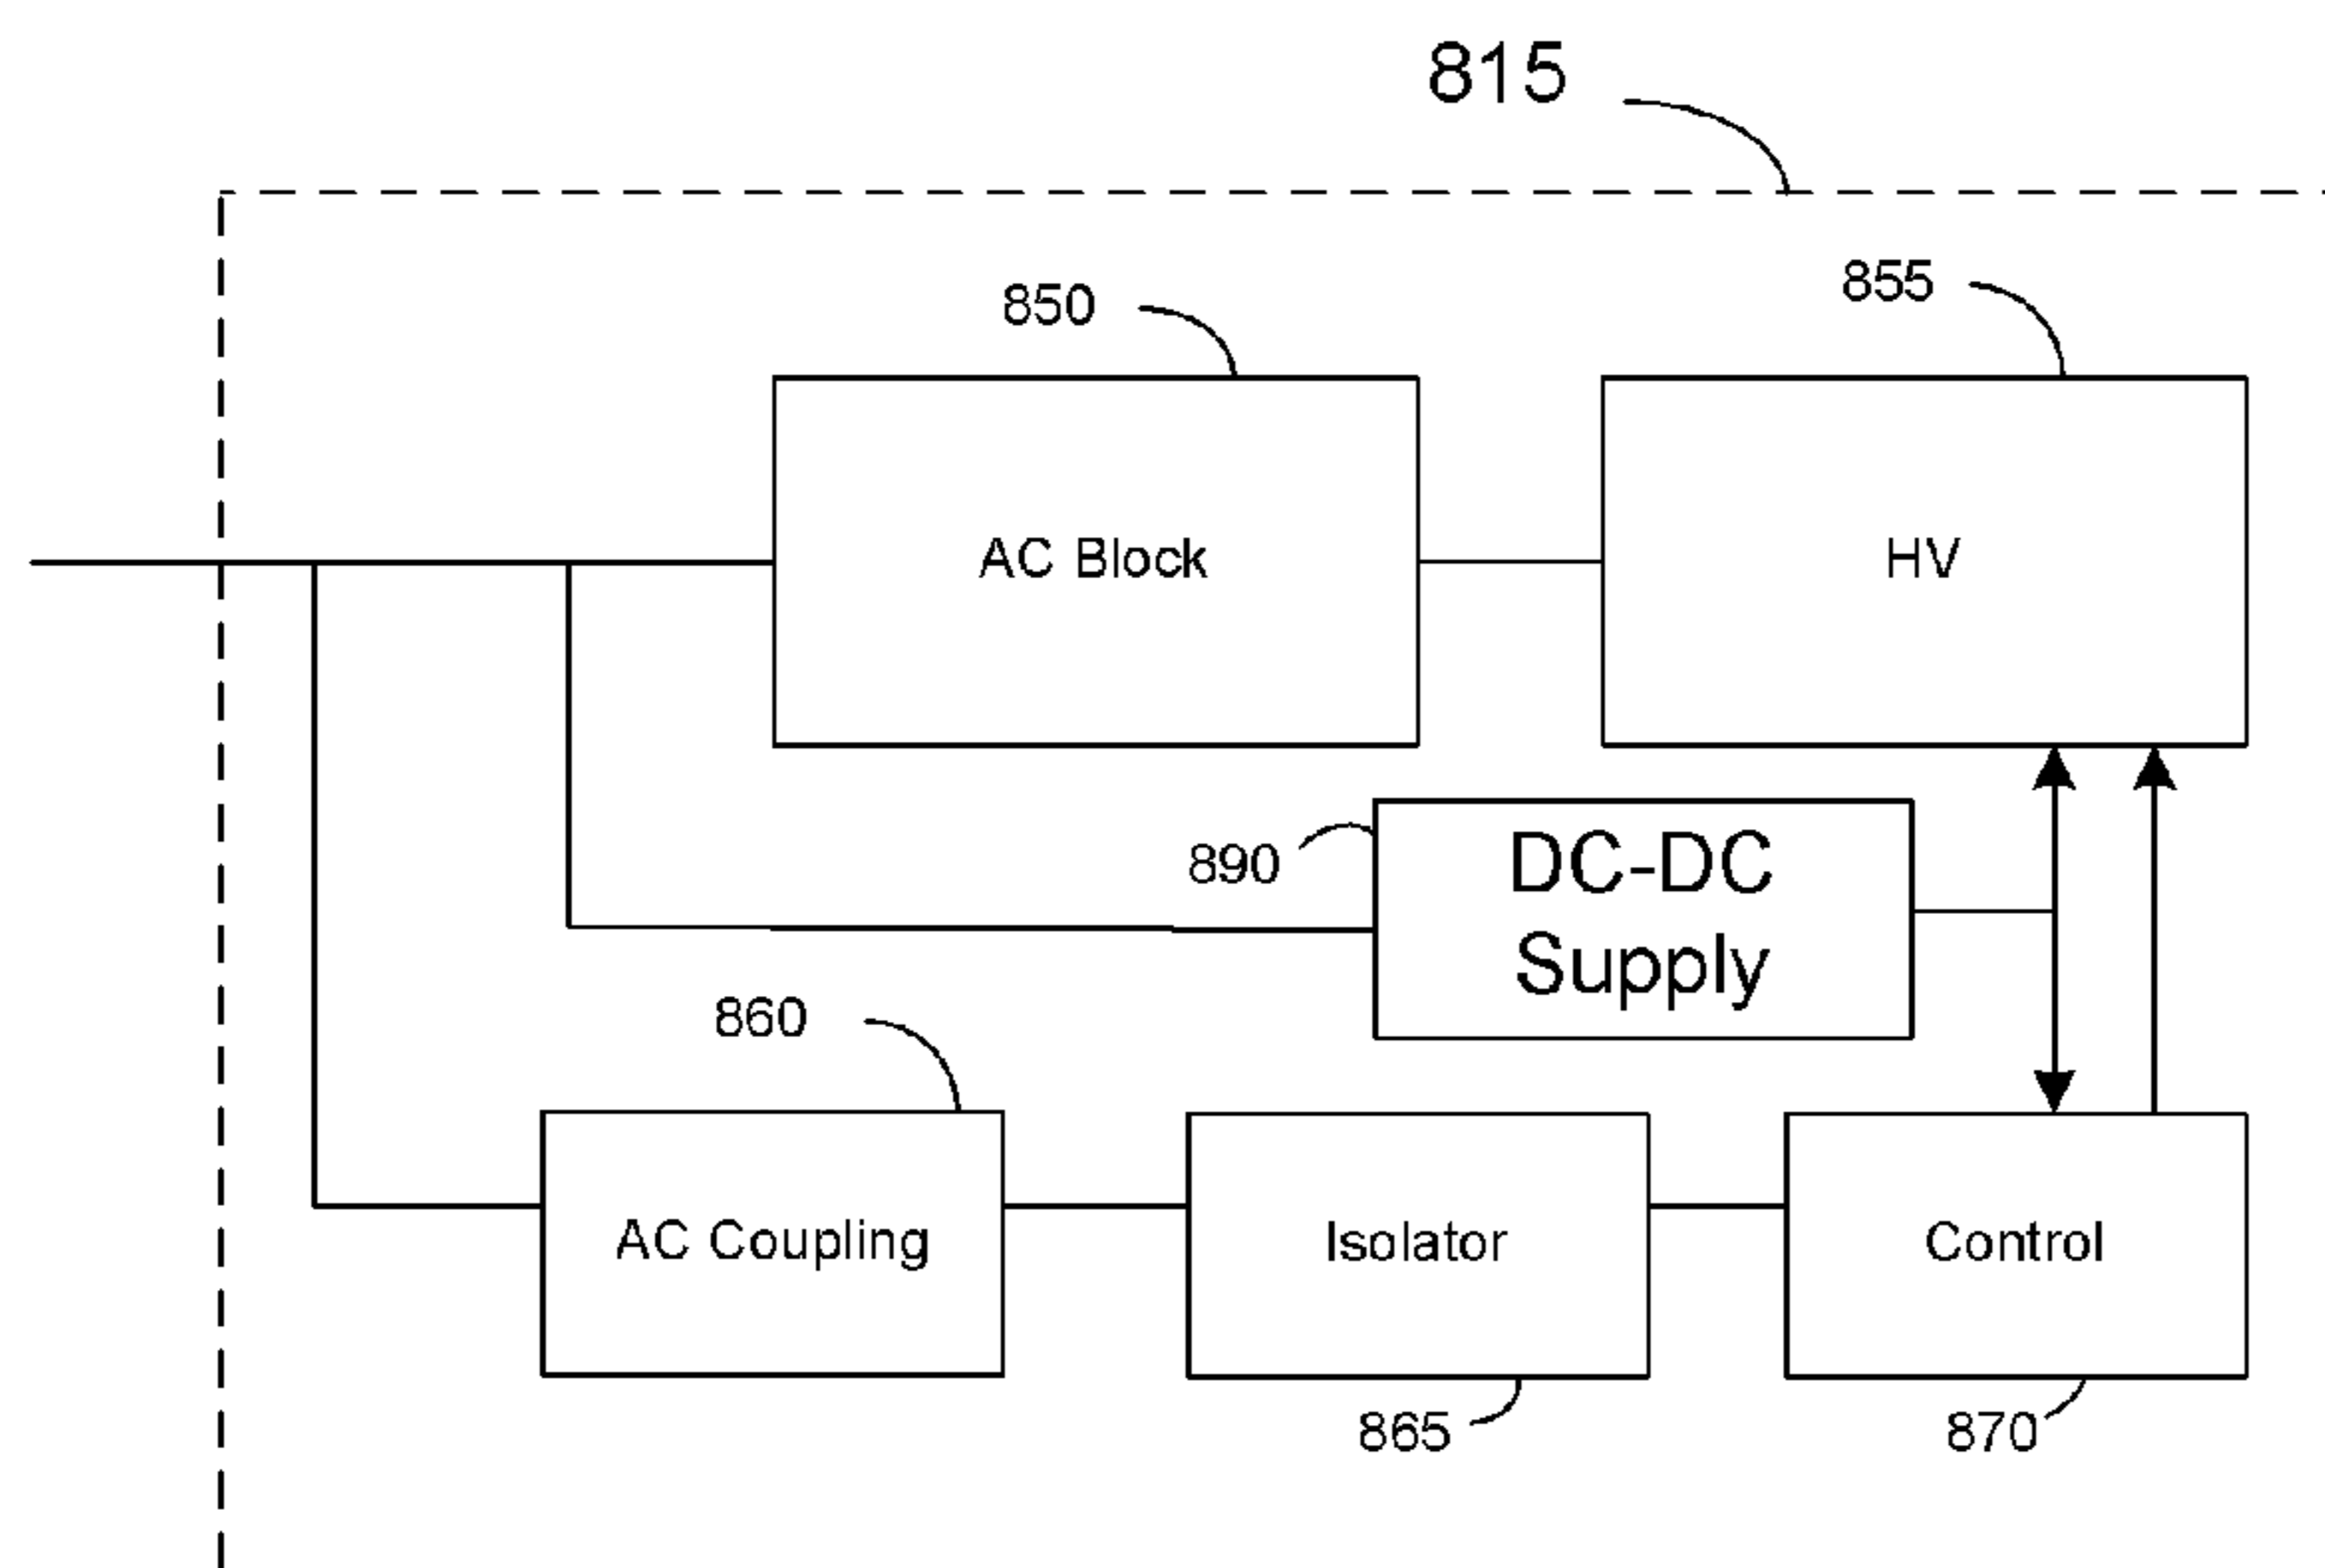 815
850
855
AC Block
HV
890
DC-DC
Supply
860
AC Coupling
Isolator
Control
865
870